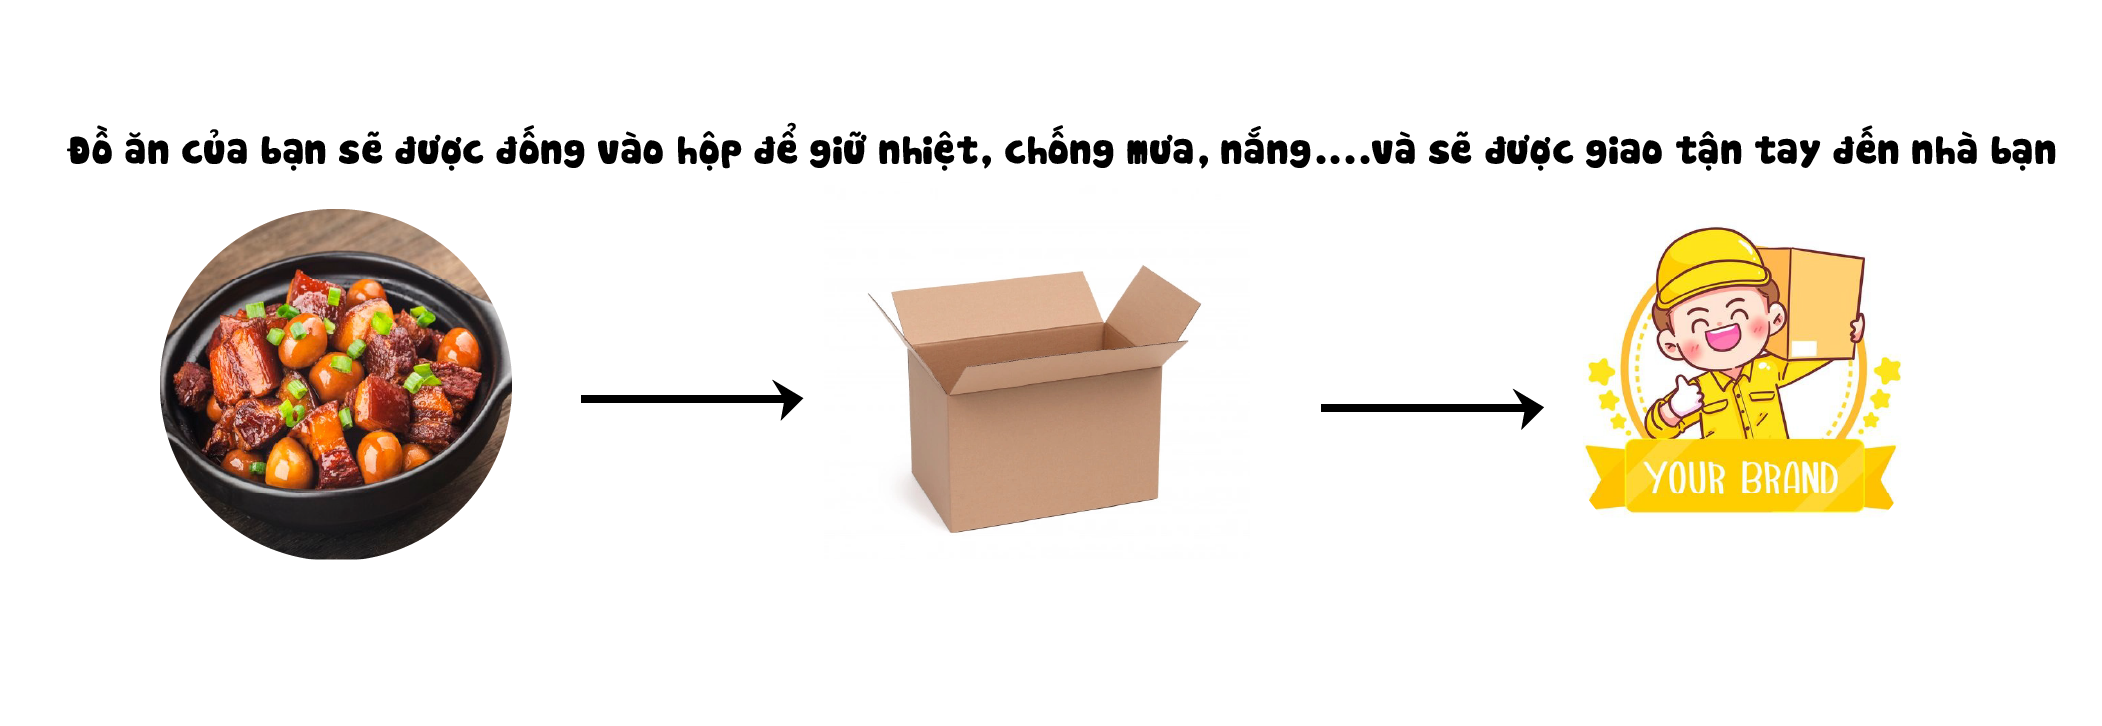 Đồ ăn của bạn sẽ được đống vào hộp để giữ nhiệt, chống mưa, nắng....và sẽ được giao tận tay đến nhà bạn
YOUR BRAND